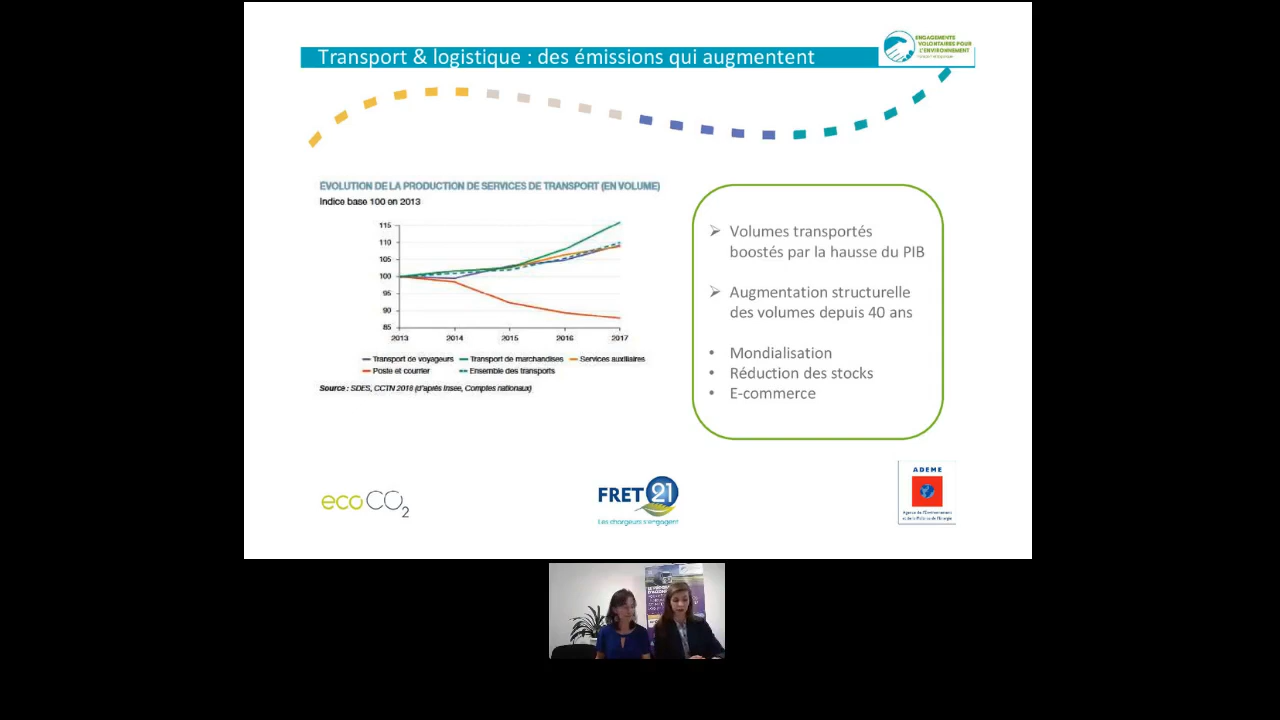 Transport & logistique : des émissions qui augmentent
ENGAGEMENTS
VOLONTAIRES POUR
L'ENVIRONNEMENT
ÉVOLUTION DE LA PRODUCTION DE SERVICES DE TRANSPORT (EN VOLUME)
Indice base 100 en 2013
115
110
105
100
95
90
85
2013 2014 2015 2016 2017
Transport de voyageurs Transport de marchandises Services auxiliaires
Poste et courrier Ensemble des transports
Source : SDES, CCTN 2018 (d'après Insee, Comptes nationaux)
➢ Volumes transportés
boostés par la hausse du PIB
➢ Augmentation structurelle
des volumes depuis 40 ans
• Mondialisation
• Réduction des stocks
• E-commerce
ecoCO2
FRET 21
Les chargeurs s'engagent
ADEME
Agence de l'Environnement
et de la Maîtrise de l'Energie